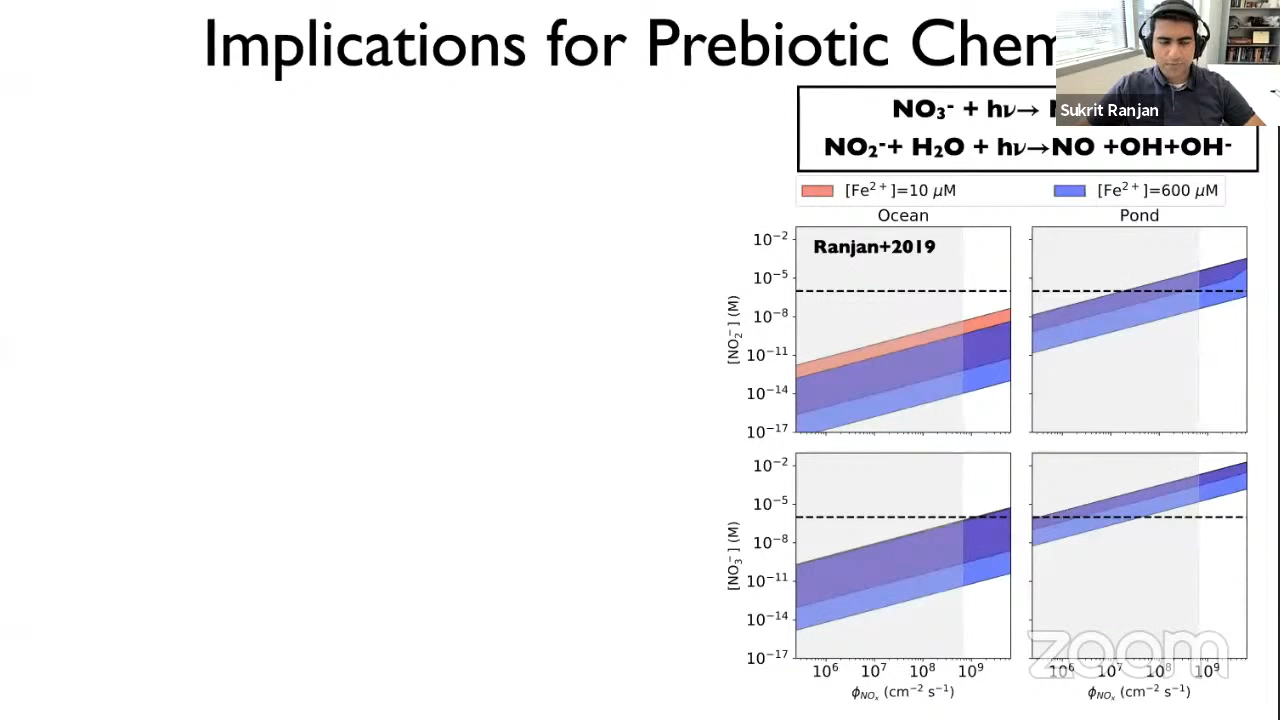 Implications for Prebiotic Chem
NO₃⁻ + hν→ N
Sukrit Ranjan
NO₂⁻+ H₂O + hν→NO +OH+OH⁻
[Fe²⁺]=10 μM
[Fe²⁺]=600 μM
Ocean
Pond
Ranjan+2019
[NO₂⁻] (M)
10⁻²
10⁻⁵
10⁻⁸
10⁻¹¹
10⁻¹⁴
10⁻¹⁷
[NO₃⁻] (M)
10⁻²
10⁻⁵
10⁻⁸
10⁻¹¹
10⁻¹⁴
10⁻¹⁷
10⁶ 10⁷ 10⁸ 10⁹
10⁶ 10⁷ 10⁸ 10⁹
zoom
ϕ_NOₓ (cm⁻² s⁻¹)
ϕ_NOₓ (cm⁻² s⁻¹)